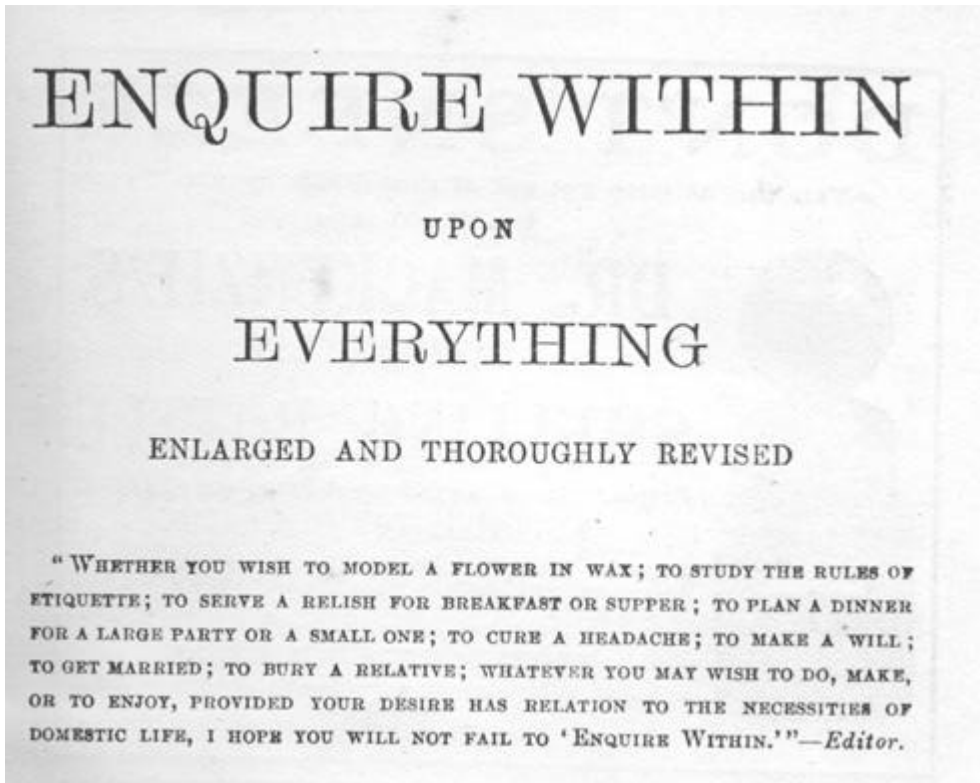 ENQUIRE WITHIN
UPON
EVERYTHING
ENLARGED AND THOROUGHLY REVISED
“WHETHER YOU WISH TO MODEL A FLOWER IN WAX; TO STUDY THE RULES OF
ETIQUETTE; TO SERVE A RELISH FOR BREAKFAST OR SUPPER; TO PLAN A DINNER
FOR A LARGE PARTY OR A SMALL ONE; TO CURE A HEADACHE; TO MAKE A WILL;
TO GET MARRIED; TO BURY A RELATIVE; WHATEVER YOU MAY WISH TO DO, MAKE,
OR TO ENJOY, PROVIDED YOUR DESIRE HAS RELATION TO THE NECESSITIES OF
DOMESTIC LIFE, I HOPE YOU WILL NOT FAIL TO ‘ENQUIRE WITHIN.’”—Editor.